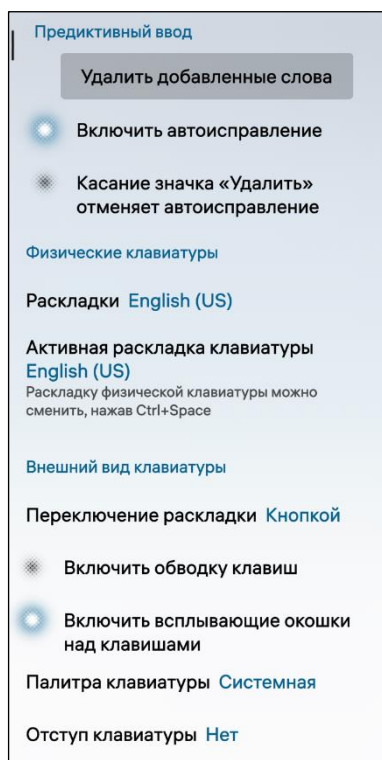 Предиктивный ввод
Удалить добавленные слова
Включить автоисправление
Касание значка «Удалить»
отменяет автоисправление
Физические клавиатуры
Раскладки English (US)
Активная раскладка клавиатуры
English (US)
Раскладку физической клавиатуры можно
сменить, нажав Ctrl+Space
Внешний вид клавиатуры
Переключение раскладки Кнопкой
Включить обводку клавиш
Включить всплывающие окошки
над клавишами
Палитра клавиатуры Системная
Отступ клавиатуры Нет